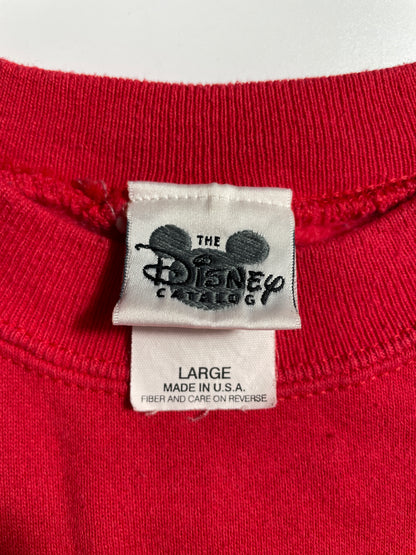 THE
DISNEY
CATALOG
LARGE
MADE IN U.S.A.
FIBER AND CARE ON REVERSE